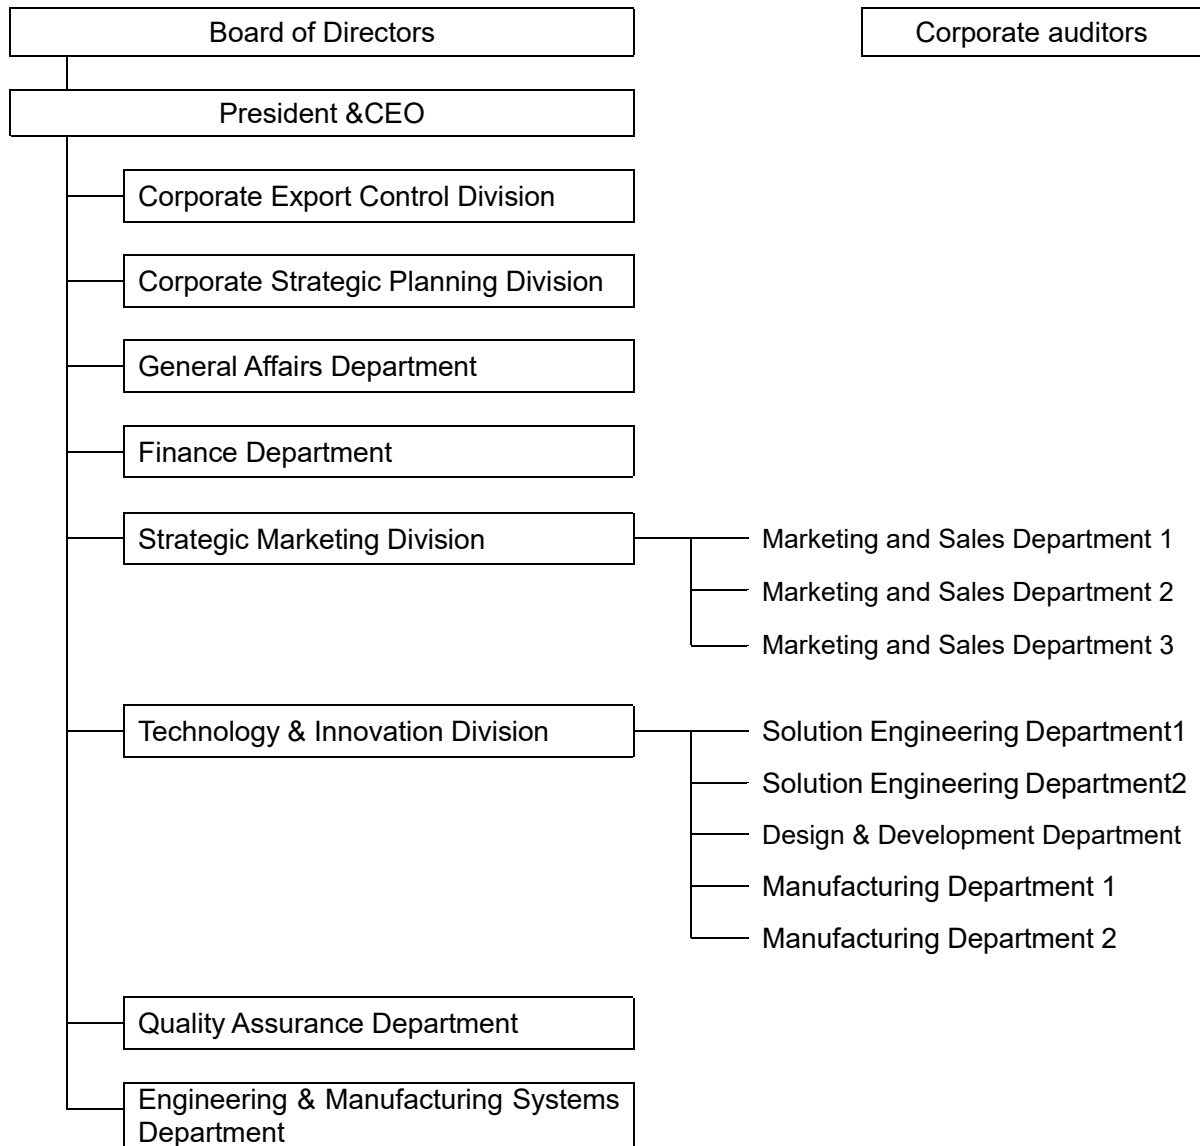 Board of Directors
Corporate auditors
President &CEO
Corporate Export Control Division
Corporate Strategic Planning Division
General Affairs Department
Finance Department
Strategic Marketing Division
Marketing and Sales Department 1
Marketing and Sales Department 2
Marketing and Sales Department 3
Technology & Innovation Division
Solution Engineering Department1
Solution Engineering Department2
Design & Development Department
Manufacturing Department 1
Manufacturing Department 2
Quality Assurance Department
Engineering & Manufacturing Systems
Department